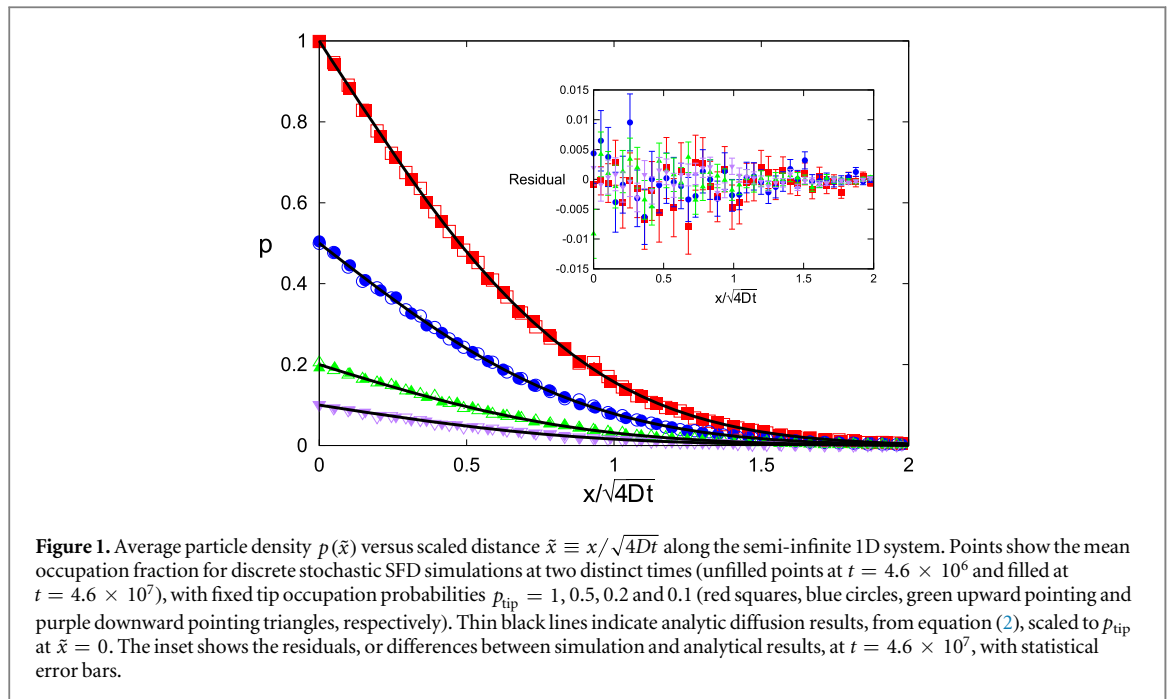 1
0.8
0.6
p
0.4
0.2
0
0
0.5
1
1.5
2
x/√4Dt
0.015
0.01
0.005
Residual
0
-0.005
-0.01
-0.015
0
0.5
1
1.5
2
x/√4Dt
Figure 1. Average particle density p(x̃) versus scaled distance x̃ ≡ x/√4Dt along the semi-infinite 1D system. Points show the mean
occupation fraction for discrete stochastic SFD simulations at two distinct times (unfilled points at t = 4.6 × 10⁶ and filled at
t = 4.6 × 10⁷), with fixed tip occupation probabilities p_tip = 1, 0.5, 0.2 and 0.1 (red squares, blue circles, green upward pointing and
purple downward pointing triangles, respectively). Thin black lines indicate analytic diffusion results, from equation (2), scaled to p_tip
at x̃ = 0. The inset shows the residuals, or differences between simulation and analytical results, at t = 4.6 × 10⁷, with statistical
error bars.